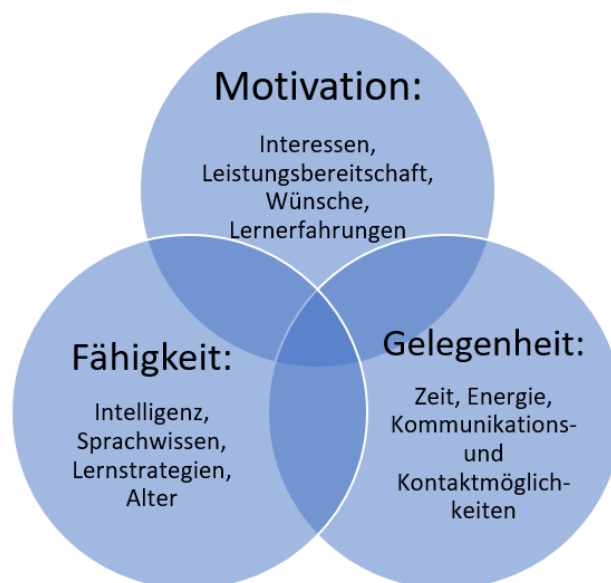 Motivation:
Interessen,
Leistungsbereitschaft,
Wünsche,
Lernerfahrungen
Fähigkeit:
Intelligenz,
Sprachwissen,
Lernstrategien,
Alter
Gelegenheit:
Zeit, Energie,
Kommunikations-
und
Kontaktmöglich-
keiten